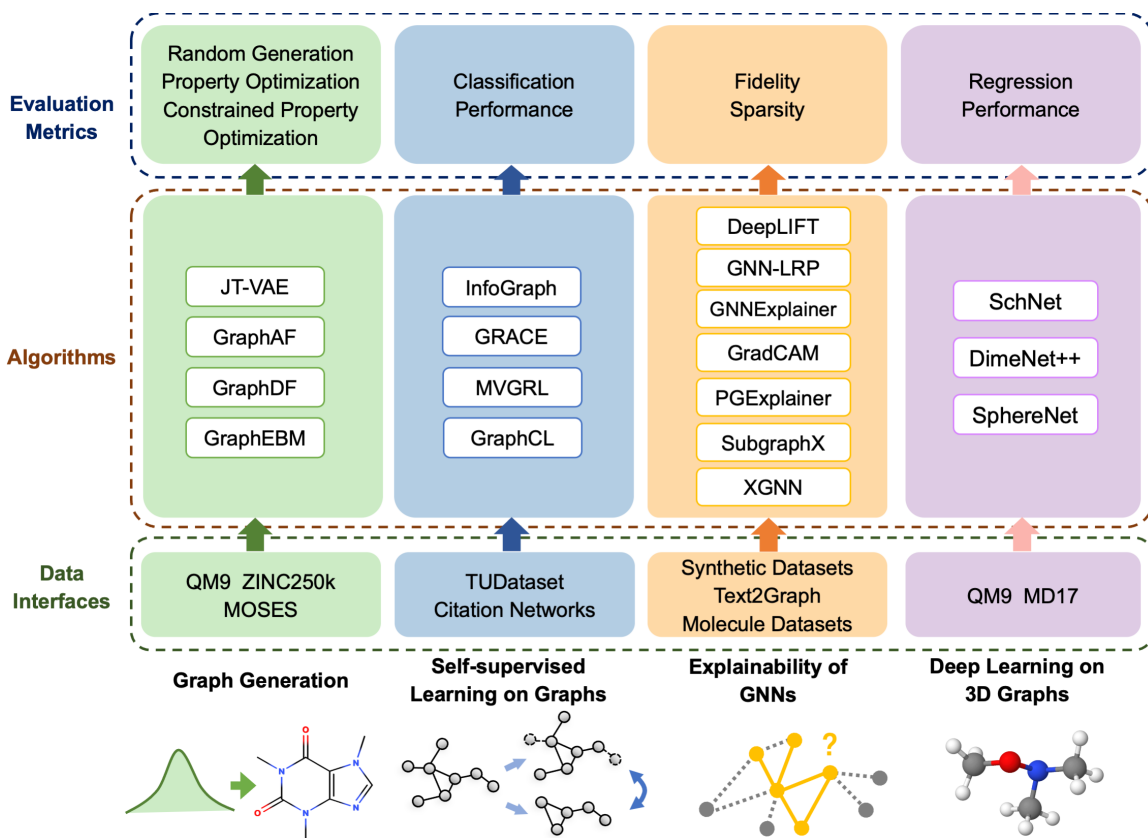 Evaluation
Metrics
Random Generation
Property Optimization
Constrained Property
Optimization
Classification
Performance
Fidelity
Sparsity
Regression
Performance
Algorithms
JT-VAE
GraphAF
GraphDF
GraphEBM
InfoGraph
GRACE
MVGRL
GraphCL
DeepLIFT
GNN-LRP
GNNExplainer
GradCAM
PGExplainer
SubgraphX
XGNN
SchNet
DimeNet++
SphereNet
Data
Interfaces
QM9 ZINC250k
MOSES
TUDataset
Citation Networks
Synthetic Datasets
Text2Graph
Molecule Datasets
QM9 MD17
Graph Generation
Self-supervised
Learning on Graphs
Explainability of
GNNs
Deep Learning on
3D Graphs
O
N
N
O
N
N
?